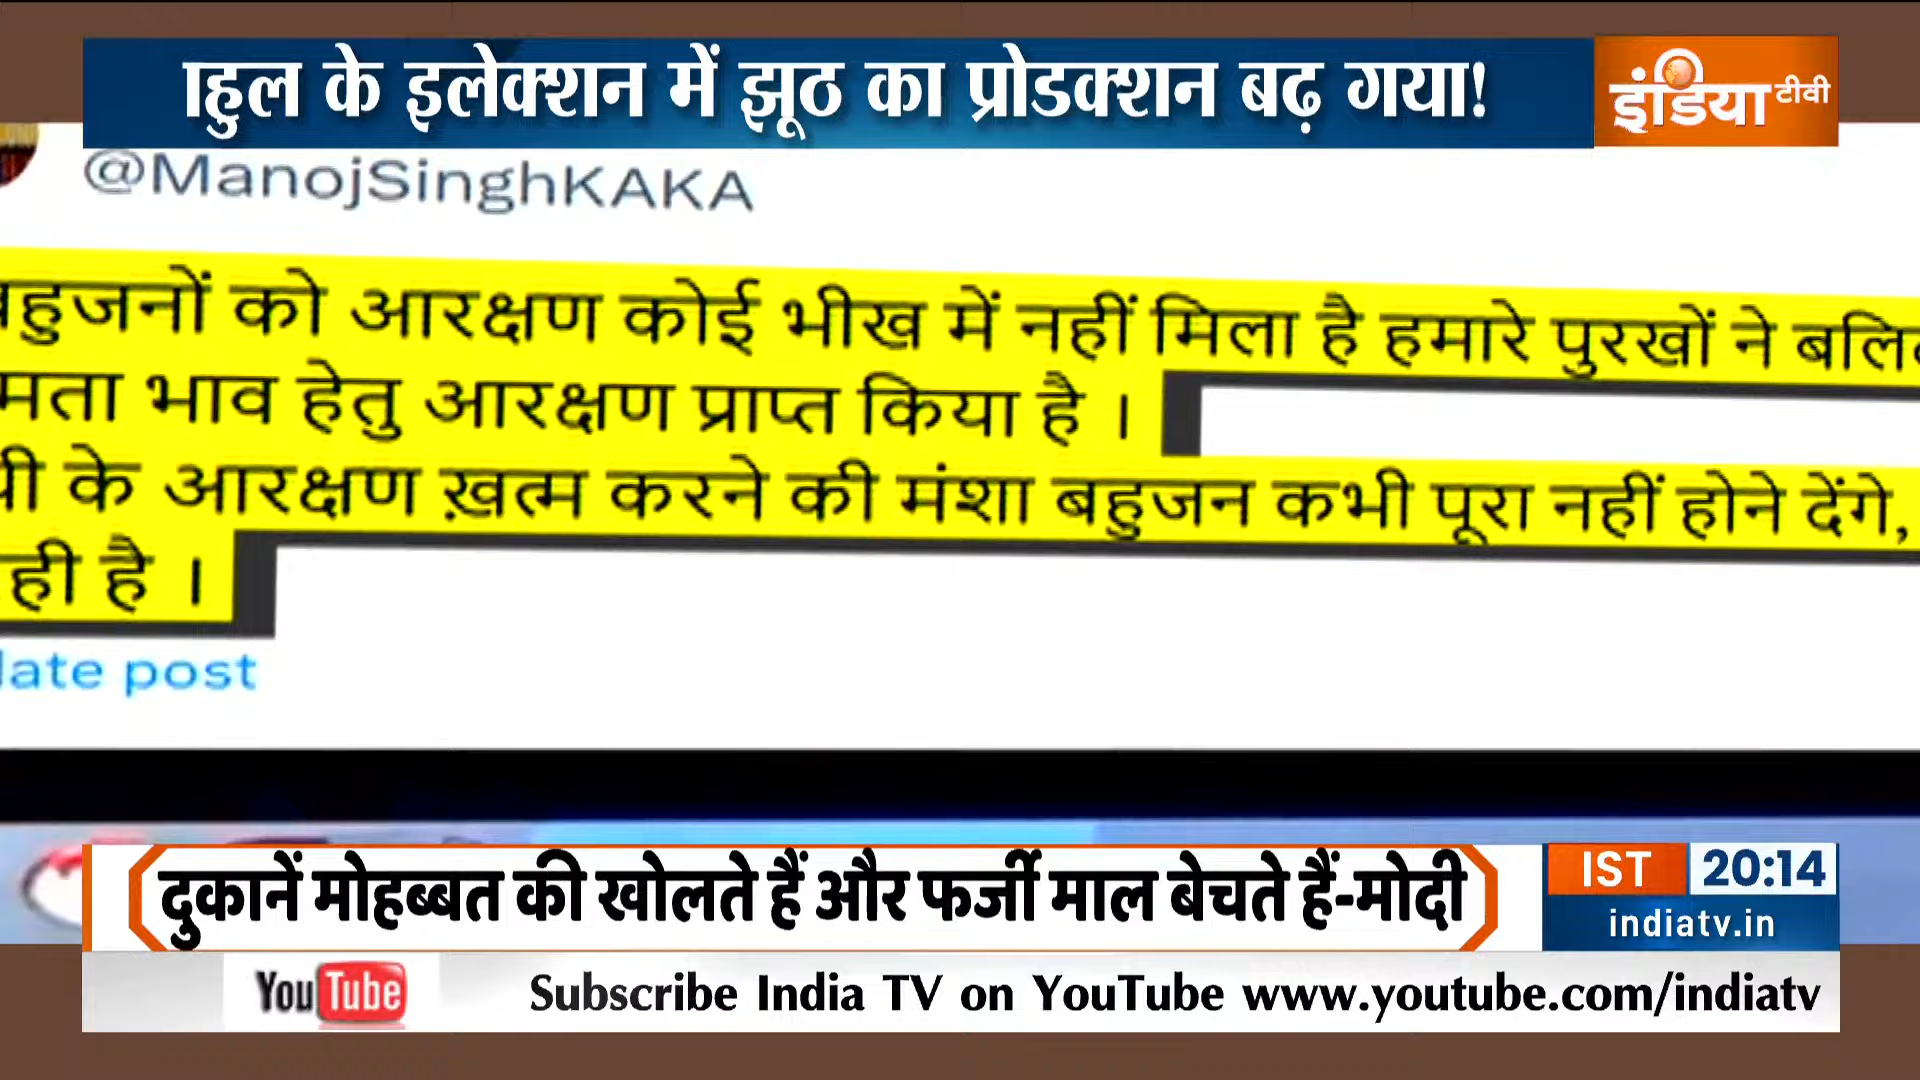 ाहुल के इलेक्शन में झूठ का प्रोडक्शन बढ़ गया!
इंडिया टीवी
@ManojSinghKAKA
बहुजनों को आरक्षण कोई भीख में नहीं मिला है हमारे पुरखों ने
मता भाव हेतु आरक्षण प्राप्त किया है ।
के आरक्षण ख़त्म करने की मंशा बहुजन कभी पूरा नहीं होने देंगे,
ही है ।
late post
दुकानें मोहब्बत की खोलते हैं और फर्जी माल बेचते हैं-मोदी
IST 20:14
indiatv.in
YouTube
Subscribe India TV on YouTube www.youtube.com/indiatv